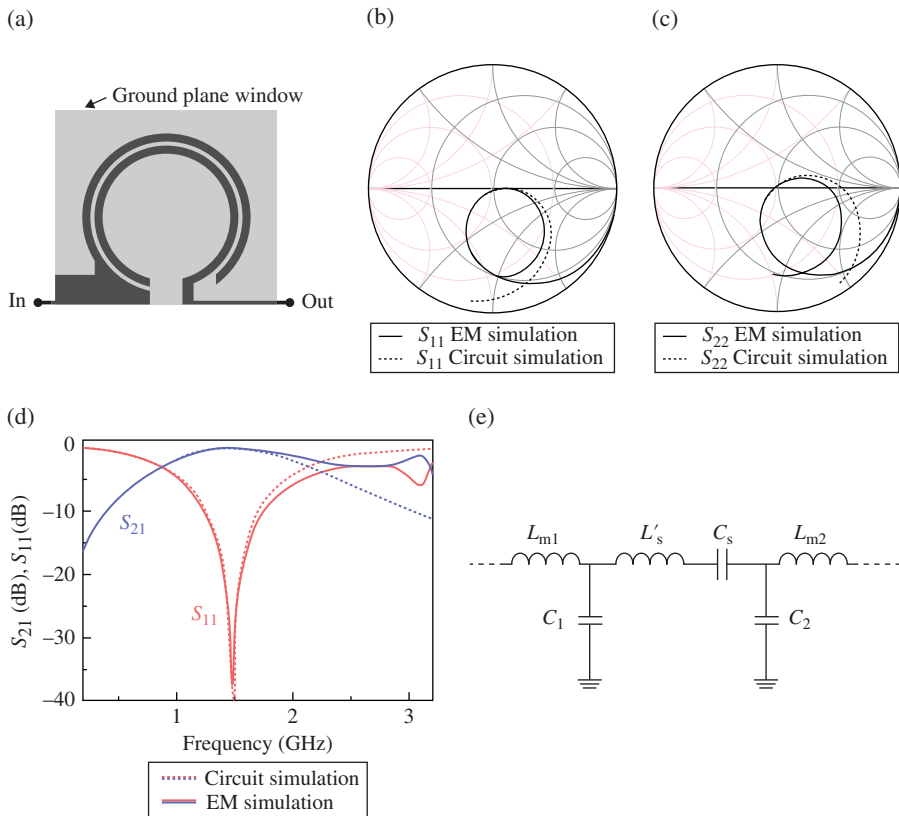 (a)
Ground plane window
In
Out
(b)
S₁₁ EM simulation
S₁₁ Circuit simulation
(c)
S₂₂ EM simulation
S₂₂ Circuit simulation
(d)
S₂₁ (dB), S₁₁ (dB)
0
−10
−20
−30
−40
S₂₁
S₁₁
1
2
3
Frequency (GHz)
Circuit simulation
EM simulation
(e)
Lₘ₁
L′ₛ
Cₛ
Lₘ₂
C₁
C₂